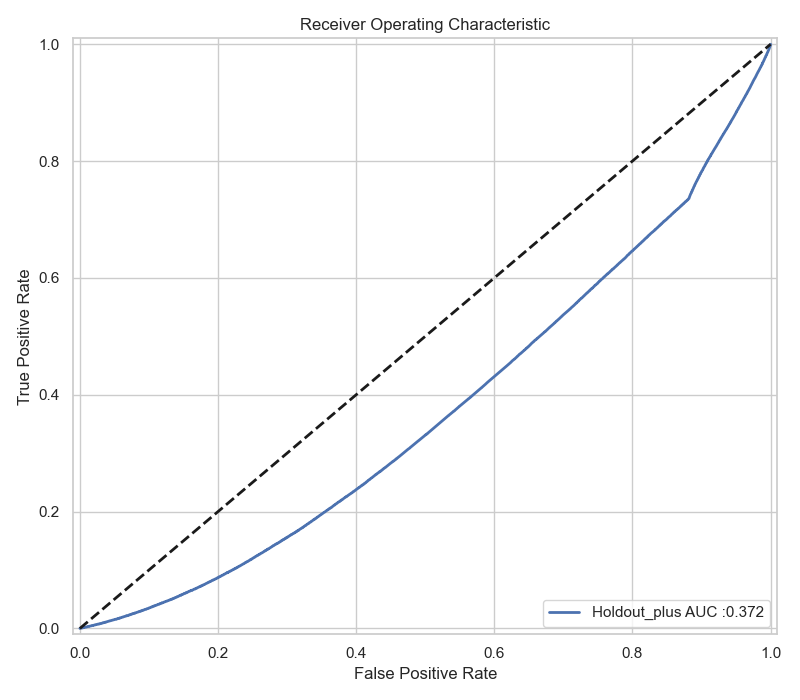 Receiver Operating Characteristic
1.0
0.8
0.6
0.4
0.2
0.0
True Positive Rate
Holdout_plus AUC :0.372
0.0 0.2 0.4 0.6 0.8 1.0
False Positive Rate